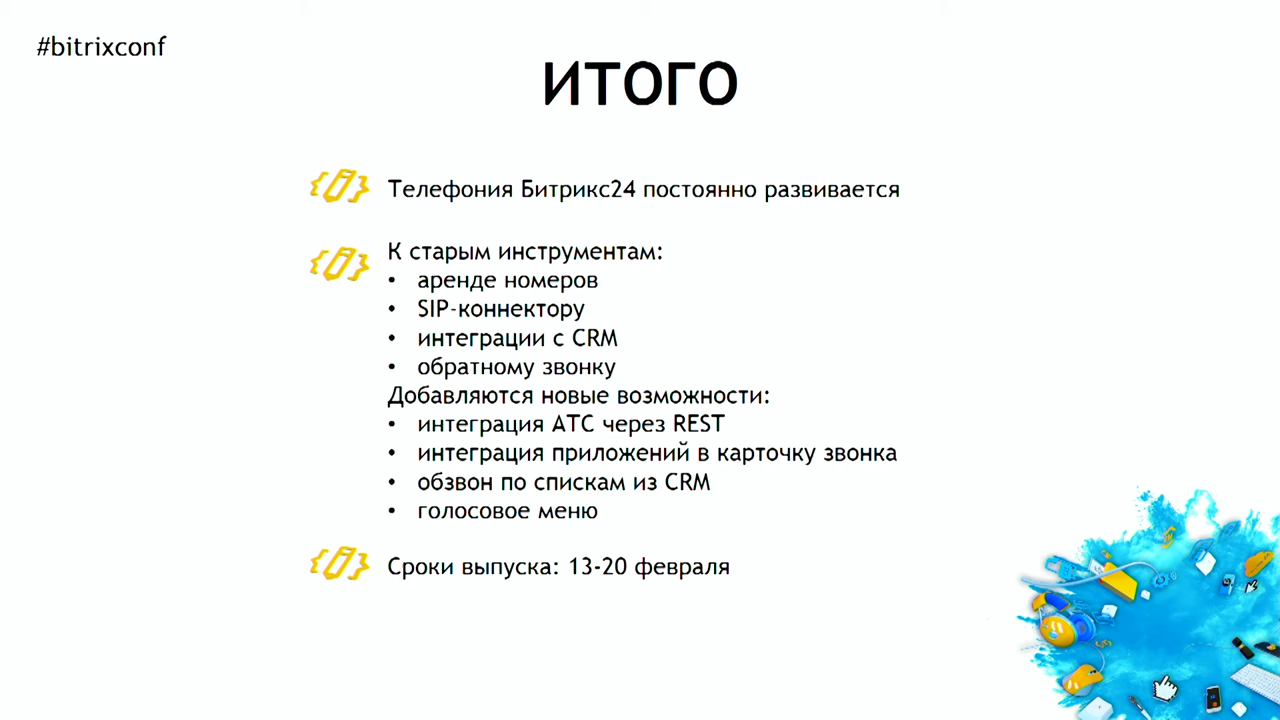 #bitrixconf
ИТОГО
Телефония Битрикс24 постоянно развивается
К старым инструментам:
• аренде номеров
• SIP-коннектору
• интеграции с CRM
• обратному звонку
Добавляются новые возможности:
• интеграция АТС через REST
• интеграция приложений в карточку звонка
• обзвон по спискам из CRM
• голосовое меню
Сроки выпуска: 13-20 февраля